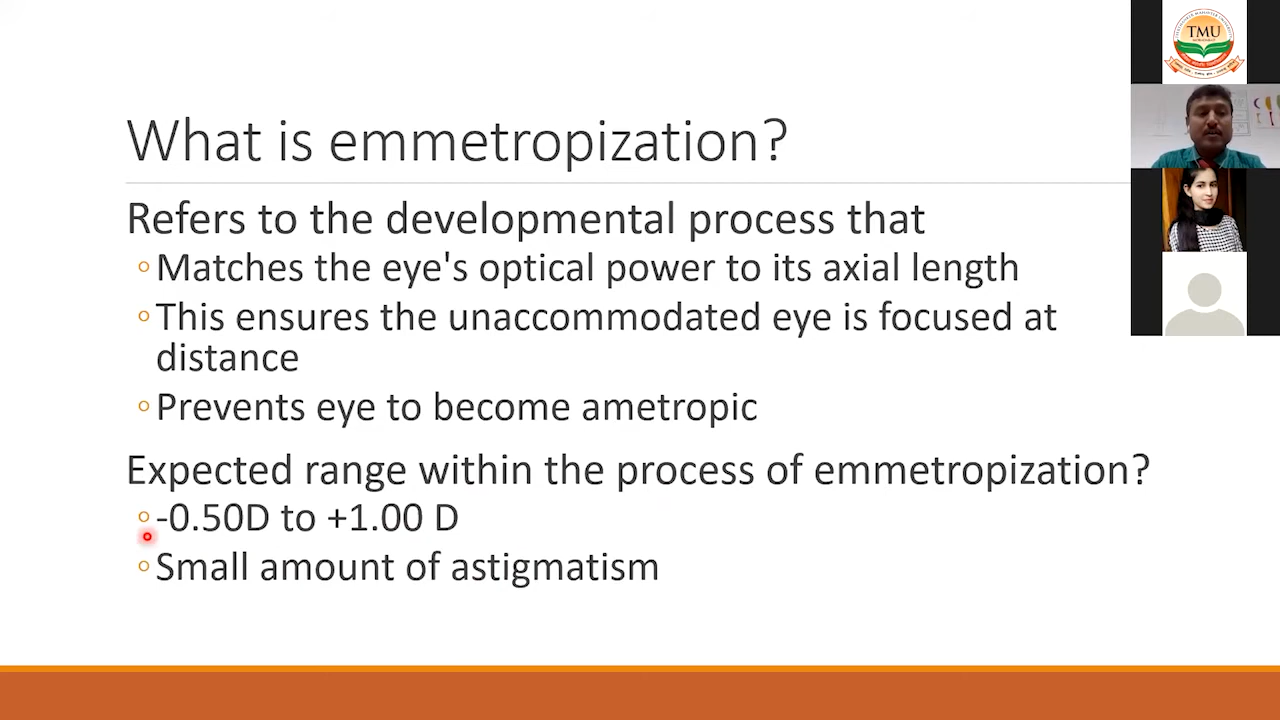 What is emmetropization?
Refers to the developmental process that
Matches the eye's optical power to its axial length
This ensures the unaccommodated eye is focused at
distance
Prevents eye to become ametropic
Expected range within the process of emmetropization?
-0.50D to +1.00 D
Small amount of astigmatism
TMU